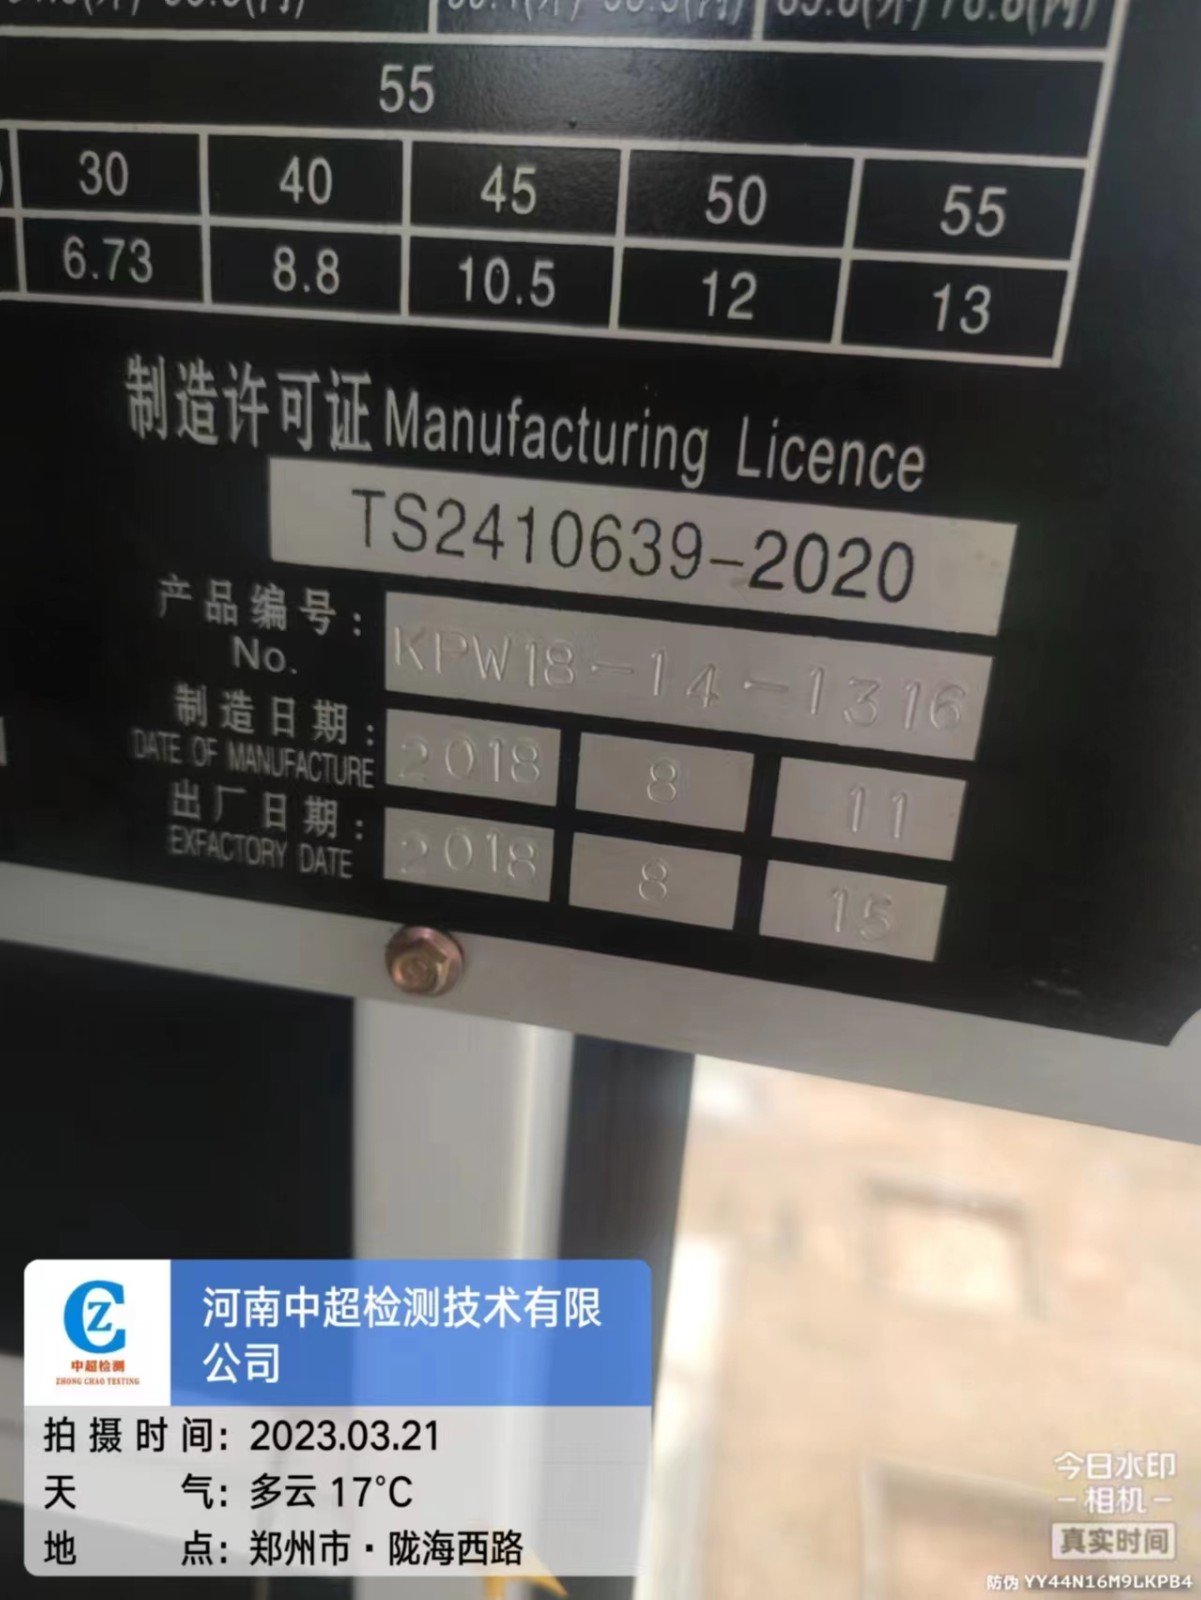 55
30 40 45 50 55
6.73 8.8 10.5 12 13
制造许可证 Manufacturing Licence
TS2410639-2020
产品编号: KPW18-14-1316
No.
制造日期: 2018 8 11
DATE OF MANUFACTURE
出厂日期: 2018 8 15
EXFACTORY DATE
CZ
中超检测
ZHONG CHAO TESTING
河南中超检测技术有限
公司
拍摄时间: 2023.03.21
天气: 多云 17°C
地点: 郑州市·陇海西路
今日水印
相机
真实时间
防伪 YY44N16M9LKPB4